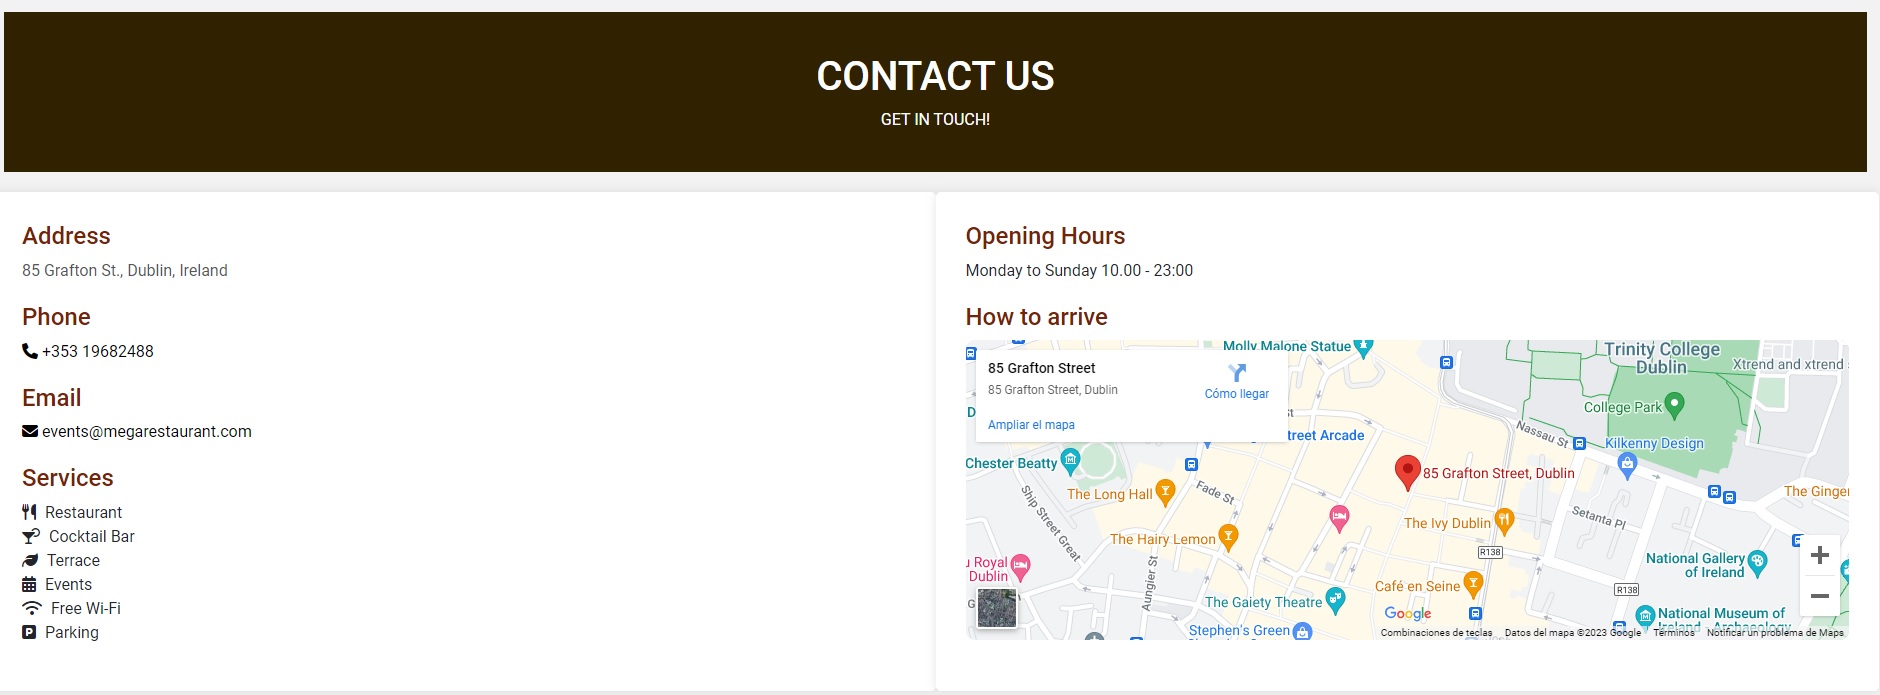 CONTACT US
GET IN TOUCH!
Address
85 Grafton St., Dublin, Ireland
Phone
+353 19682488
Email
events@megarestaurant.com
Services
Restaurant
Cocktail Bar
Terrace
Events
Free Wi-Fi
Parking
Opening Hours
Monday to Sunday 10.00 - 23:00
How to arrive
85 Grafton Street
85 Grafton Street, Dublin
Cómo llegar
Ampliar el mapa
Molly Malone Statue
Trinity College
Dublin
Xtrend and xtrend
College Park
Nassau St
Kilkenny Design
treet Arcade
Chester Beatty
85 Grafton Street, Dublin
The Long Hall
Fade St
The Ginger
Ship Street Great
The Ivy Dublin
Setanta Pl
The Hairy Lemon
R138
Royal
Dublin
Aungier St
National Gallery
of Ireland
Café en Seine
R138
The Gaiety Theatre
Google
National Museum of
Ireland - Archaeology
Stephen's Green
Combinaciones de teclas
Datos del mapa ©2023 Google
Términos
Notificar un problema de Maps